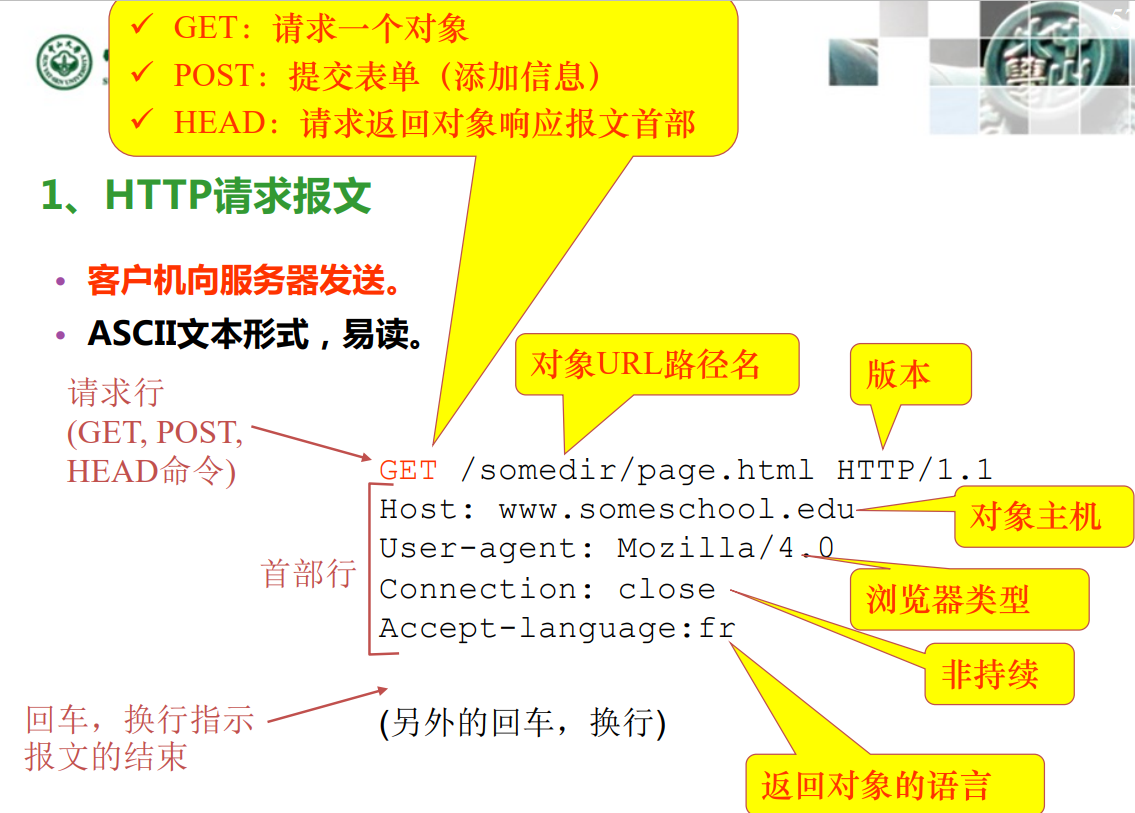 ✓ GET：请求一个对象
✓ POST：提交表单（添加信息）
✓ HEAD：请求返回对象响应报文首部
1、HTTP请求报文
• 客户机向服务器发送。
• ASCII文本形式，易读。
请求行
(GET, POST,
HEAD命令)
对象URL路径名
版本
GET /somedir/page.html HTTP/1.1
Host: www.someschool.edu
对象主机
User-agent: Mozilla/4.0
浏览器类型
首部行
Connection: close
非持续
Accept-language:fr
返回对象的语言
回车，换行指示
报文的结束
(另外的回车，换行)